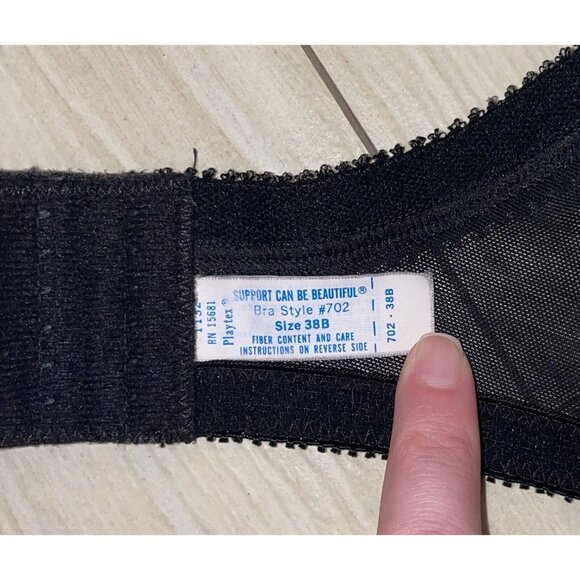 SUPPORT CAN BE BEAUTIFUL®
Bra Style #702
Size 38B
FIBER CONTENT AND CARE
INSTRUCTIONS ON REVERSE SIDE
RN 15681
Playtex®
702 - 38B